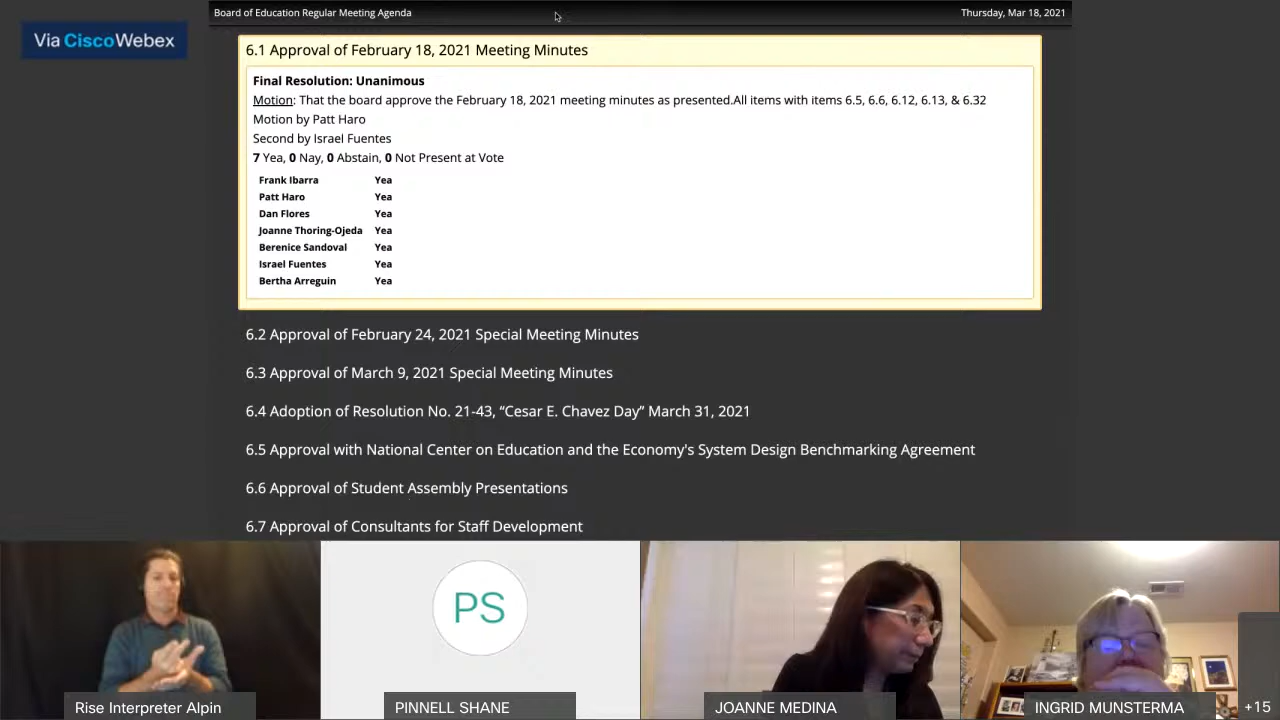 Board of Education Regular Meeting Agenda
Thursday, Mar 18, 2021
Via CiscoWebex
6.1 Approval of February 18, 2021 Meeting Minutes
Final Resolution: Unanimous
Motion: That the board approve the February 18, 2021 meeting minutes as presented.All items with items 6.5, 6.6, 6.12, 6.13, & 6.32
Motion by Patt Haro
Second by Israel Fuentes
7 Yea, 0 Nay, 0 Abstain, 0 Not Present at Vote
Frank Ibarra Yea
Patt Haro Yea
Dan Flores Yea
Joanne Thoring-Ojeda Yea
Berenice Sandoval Yea
Israel Fuentes Yea
Bertha Arreguin Yea
6.2 Approval of February 24, 2021 Special Meeting Minutes
6.3 Approval of March 9, 2021 Special Meeting Minutes
6.4 Adoption of Resolution No. 21-43, “Cesar E. Chavez Day” March 31, 2021
6.5 Approval with National Center on Education and the Economy's System Design Benchmarking Agreement
6.6 Approval of Student Assembly Presentations
6.7 Approval of Consultants for Staff Development
PS
Rise Interpreter Alpin
PINNELL SHANE
JOANNE MEDINA
INGRID MUNSTERMA
+15